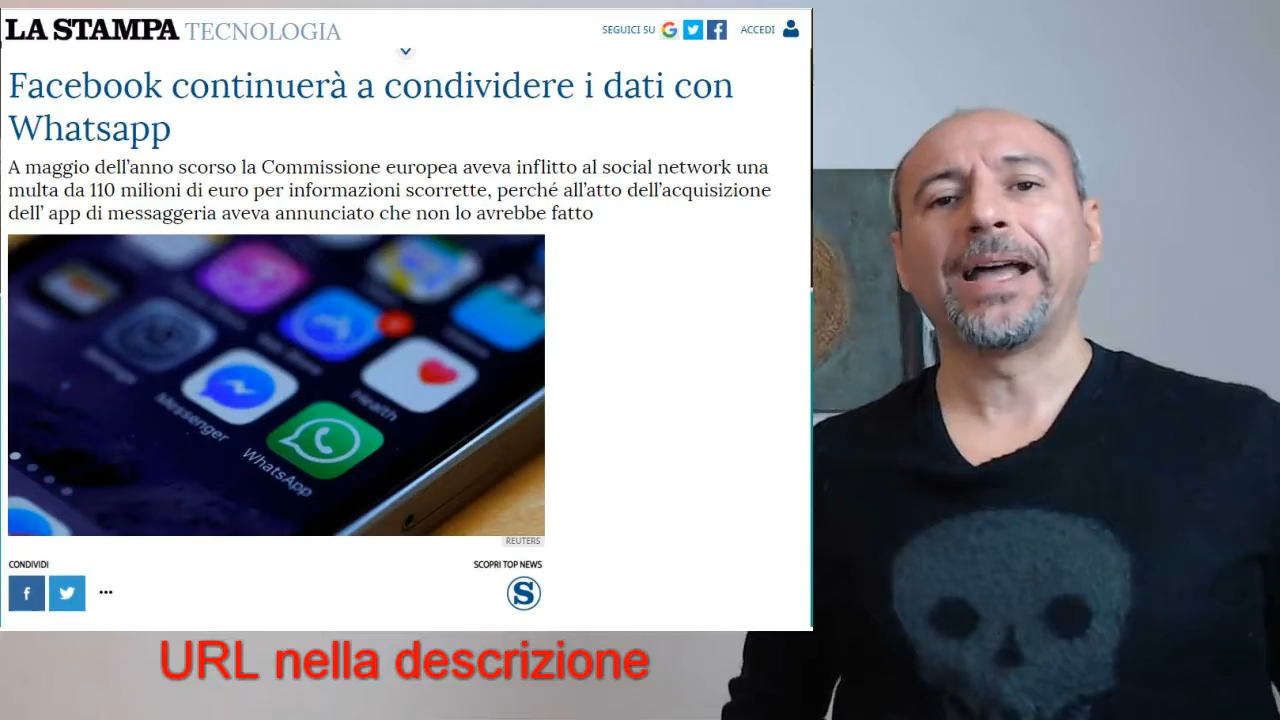 LA STAMPA TECNOLOGIA
SEGUICI SU
ACCEDI
Facebook continuerà a condividere i dati con
Whatsapp
A maggio dell'anno scorso la Commissione europea aveva inflitto al social network una
multa da 110 milioni di euro per informazioni scorrette, perché all'atto dell'acquisizione
dell' app di messaggeria aveva annunciato che non lo avrebbe fatto
Health
Messenger
WhatsApp
REUTERS
CONDIVIDI
SCOPRI TOP NEWS
S
URL nella descrizione